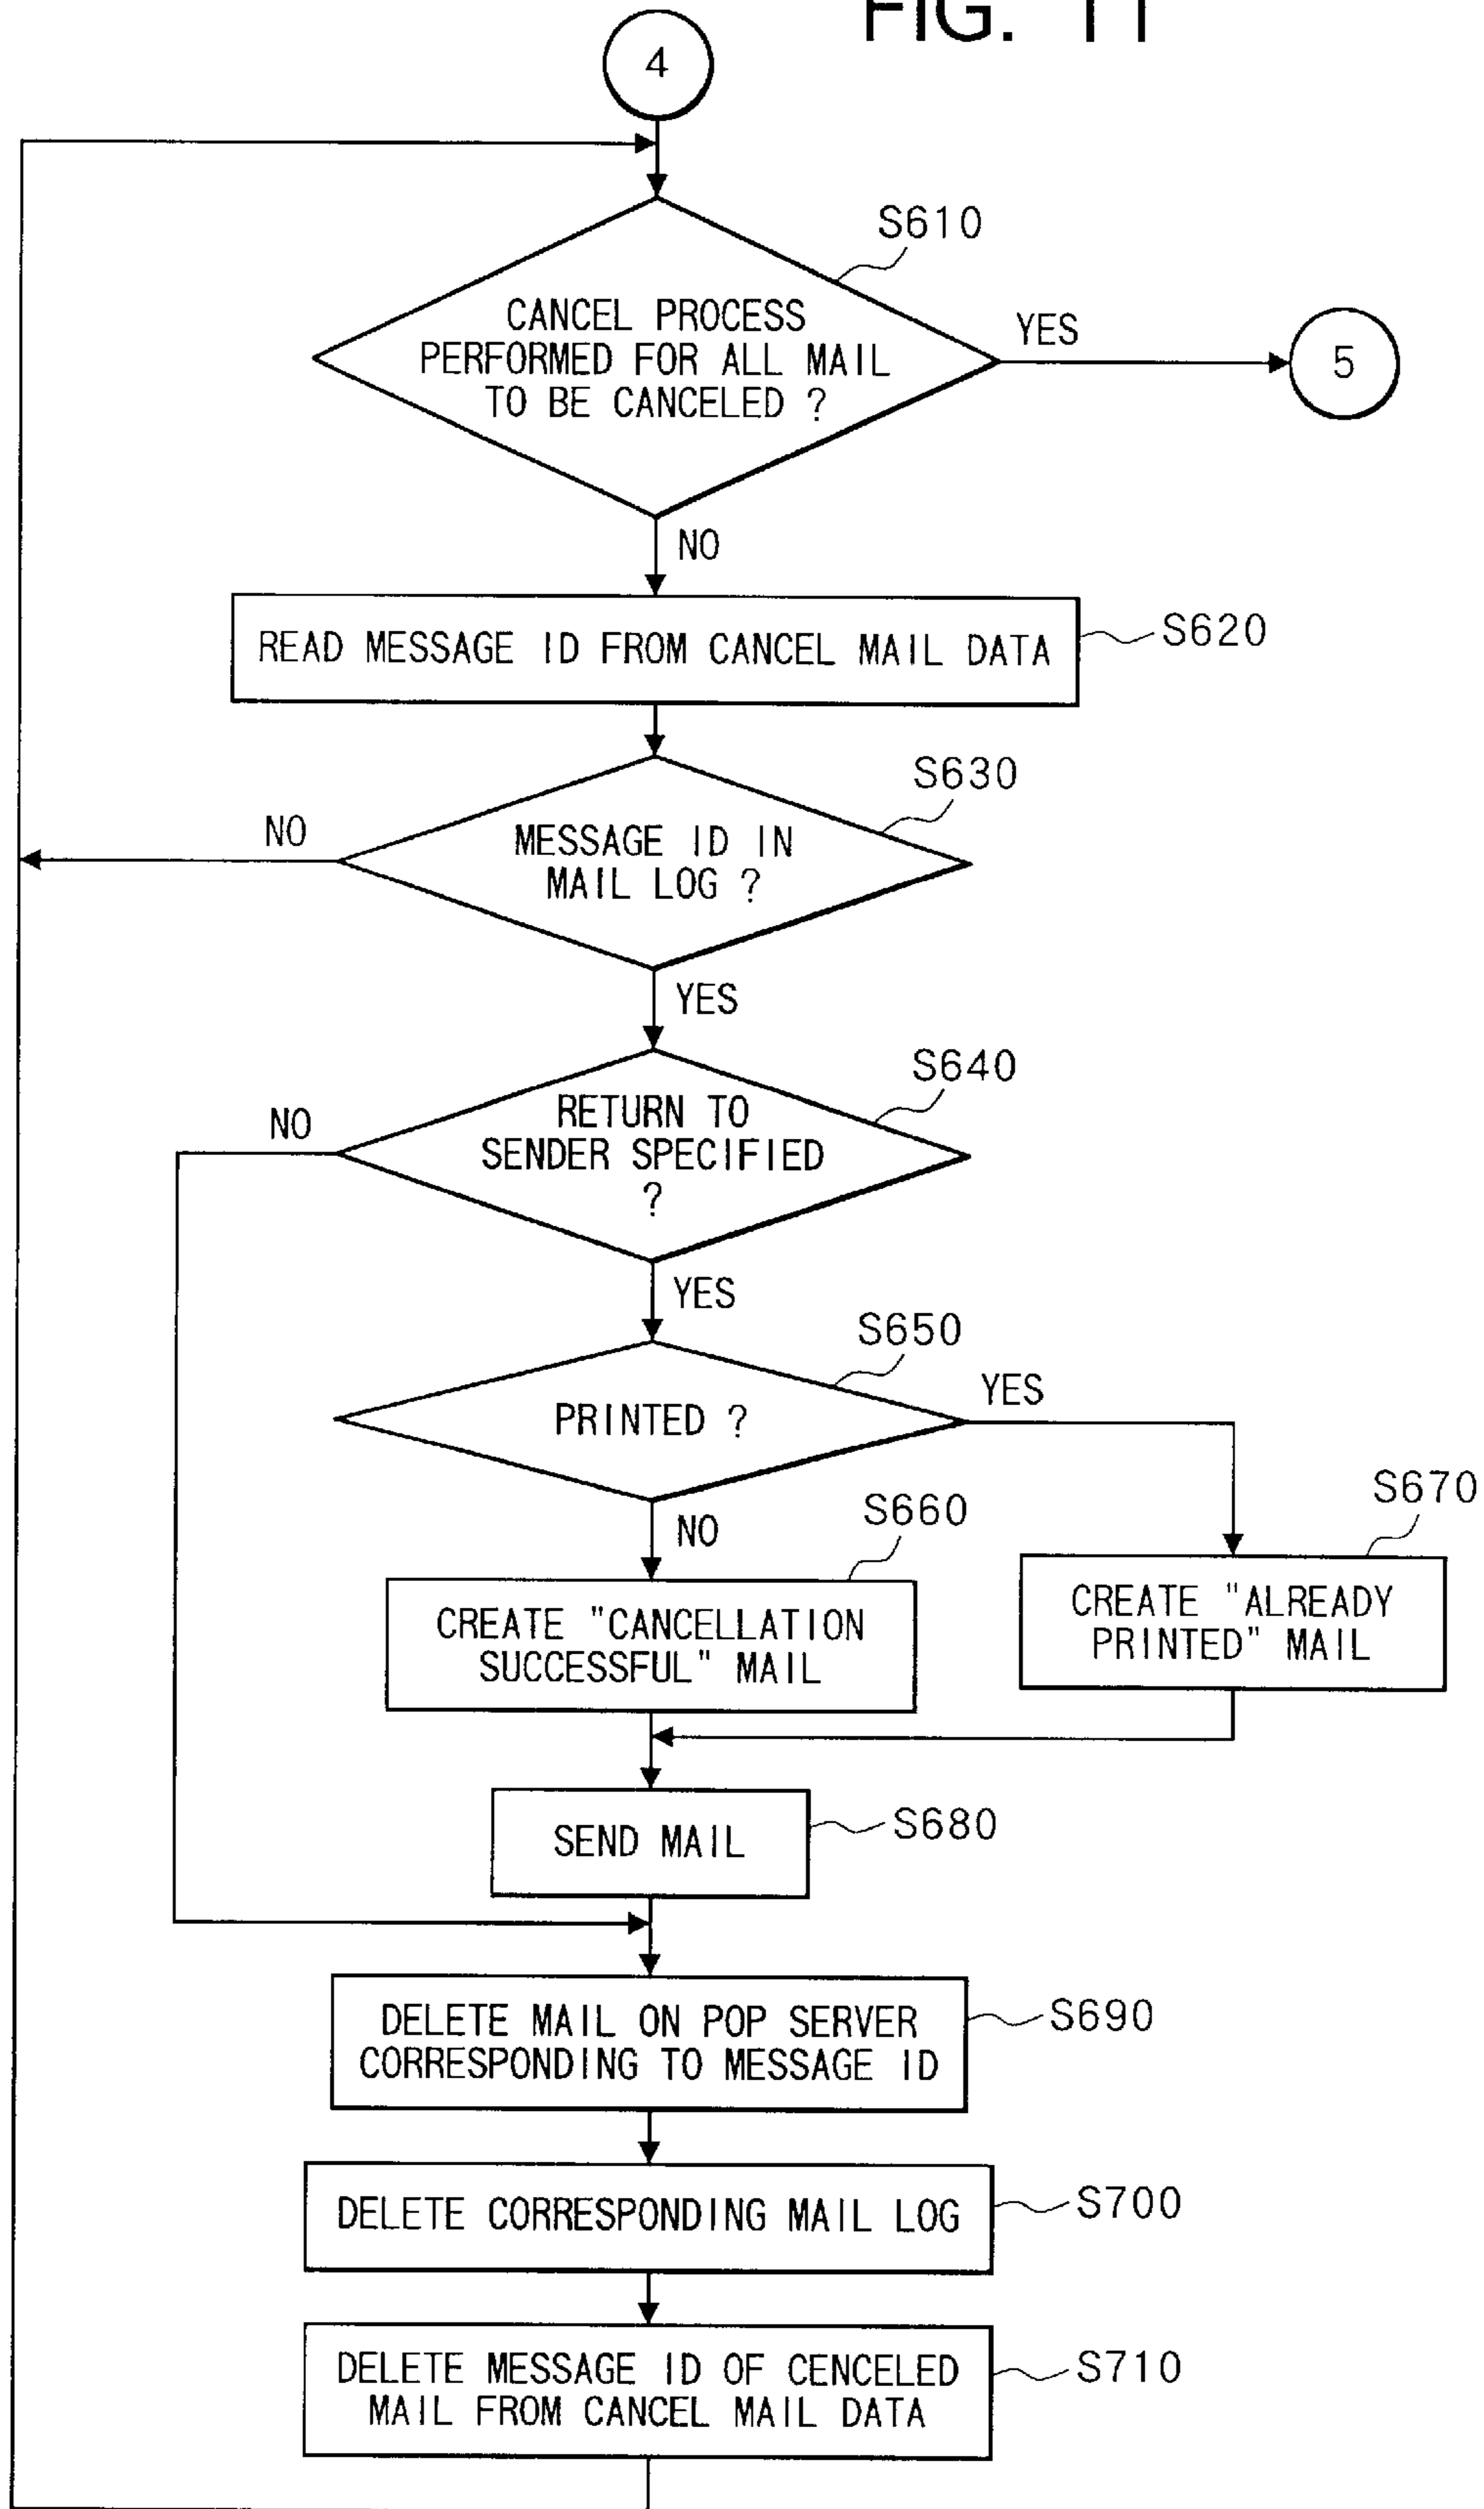 FIG. 11
4
S610
CANCEL PROCESS
PERFORMED FOR ALL MAIL
TO BE CANCELED ?
YES
5
NO
READ MESSAGE ID FROM CANCEL MAIL DATA
S620
S630
NO
MESSAGE ID IN
MAIL LOG ?
YES
S640
NO
RETURN TO
SENDER SPECIFIED
?
YES
S650
YES
PRINTED ?
S670
S660
NO
CREATE "ALREADY
PRINTED" MAIL
CREATE "CANCELLATION
SUCCESSFUL" MAIL
SEND MAIL
S680
DELETE MAIL ON POP SERVER
CORRESPONDING TO MESSAGE ID
S690
DELETE CORRESPONDING MAIL LOG
S700
DELETE MESSAGE ID OF CENCELED
MAIL FROM CANCEL MAIL DATA
S710